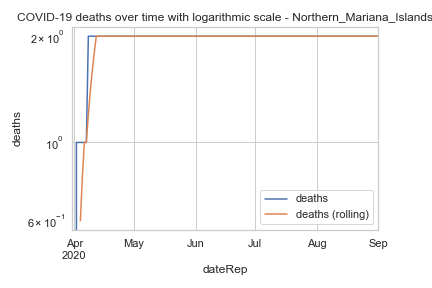 COVID-19 deaths over time with logarithmic scale - Northern_Mariana_Islands
2 × 10⁰
10⁰
6 × 10⁻¹
deaths
deaths
deaths (rolling)
Apr May Jun Jul Aug Sep
2020
dateRep